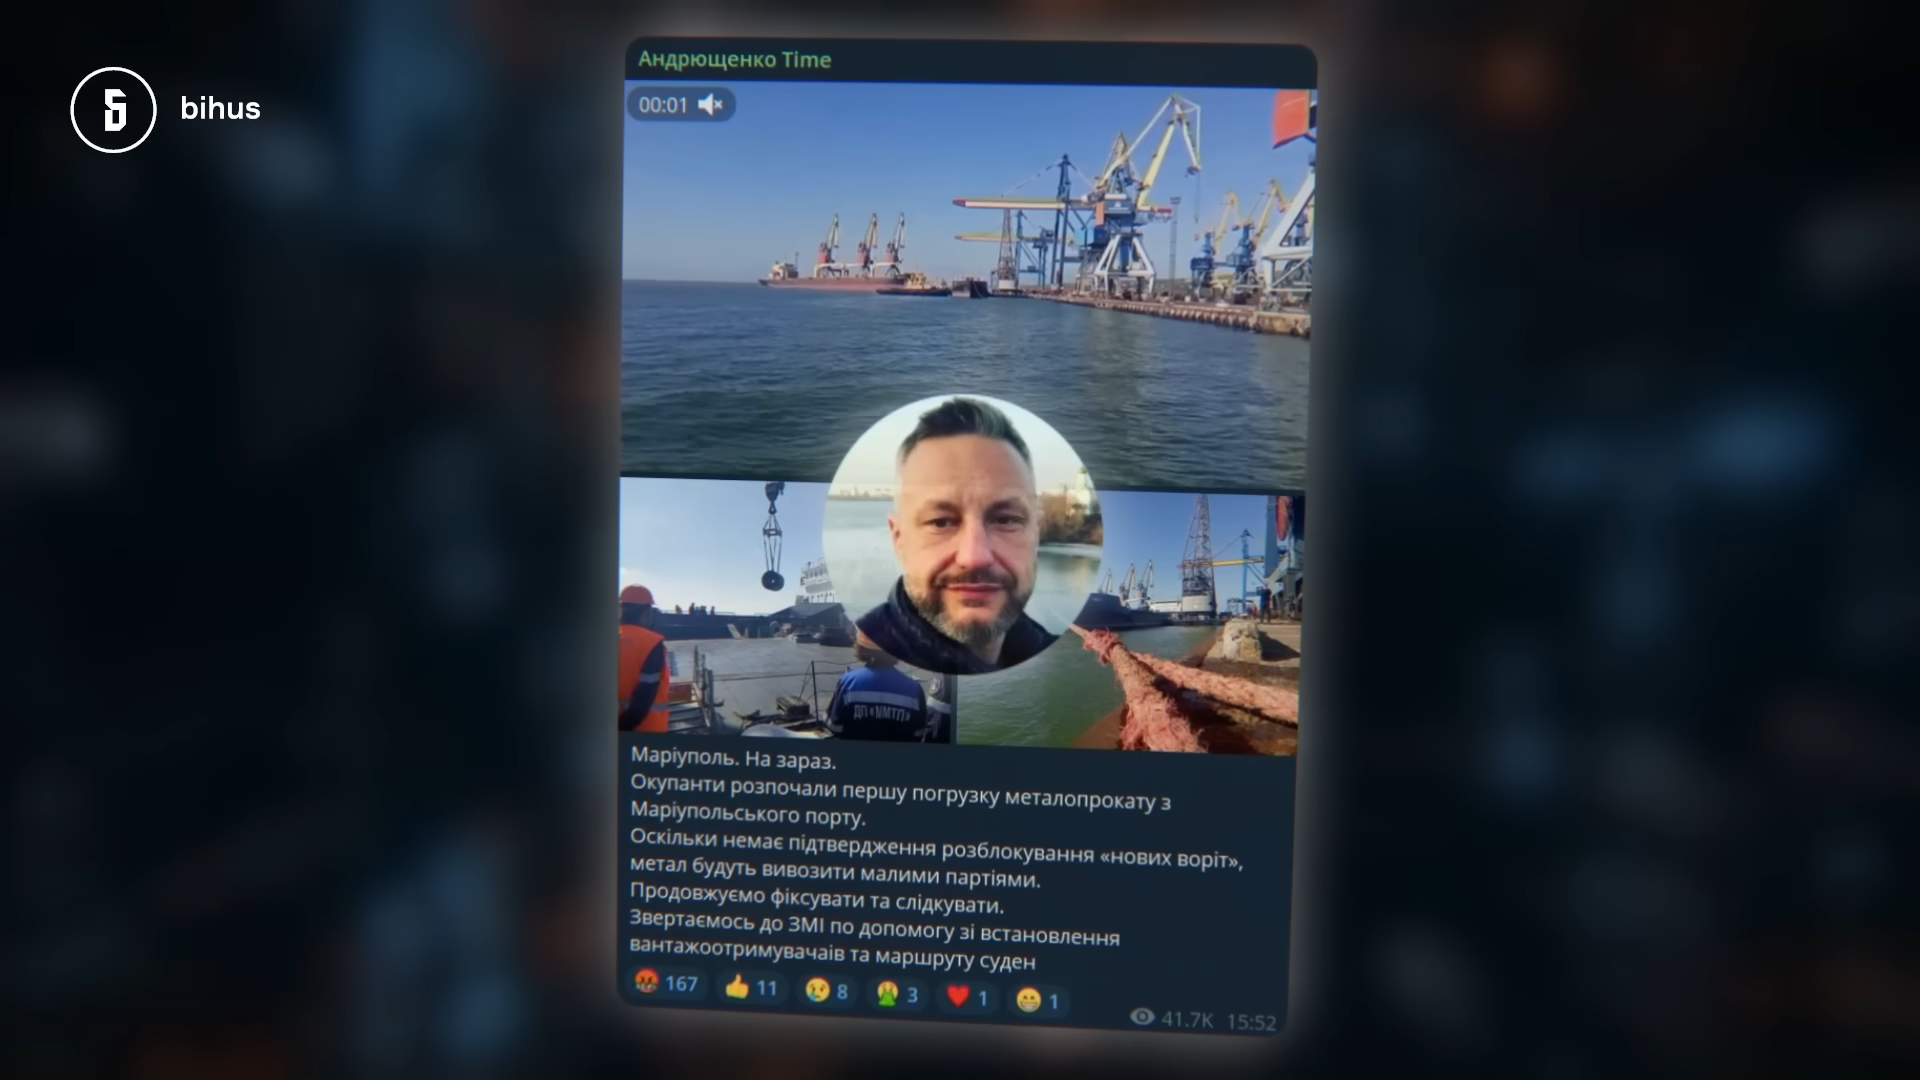 bihus
Андрющенко Time
00:01
ДП «ММТП»
Маріуполь. На зараз.
Окупанти розпочали першу погрузку металопрокату з
Маріупольського порту.
Оскільки немає підтвердження розблокування «нових воріт»,
метал будуть вивозити малими партіями.
Продовжуємо фіксувати та слідкувати.
Звертаємось до ЗМІ по допомогу зі встановлення
вантажоотримувачаів та маршруту суден
167 11 8 3 1 1
41.7K 15:52